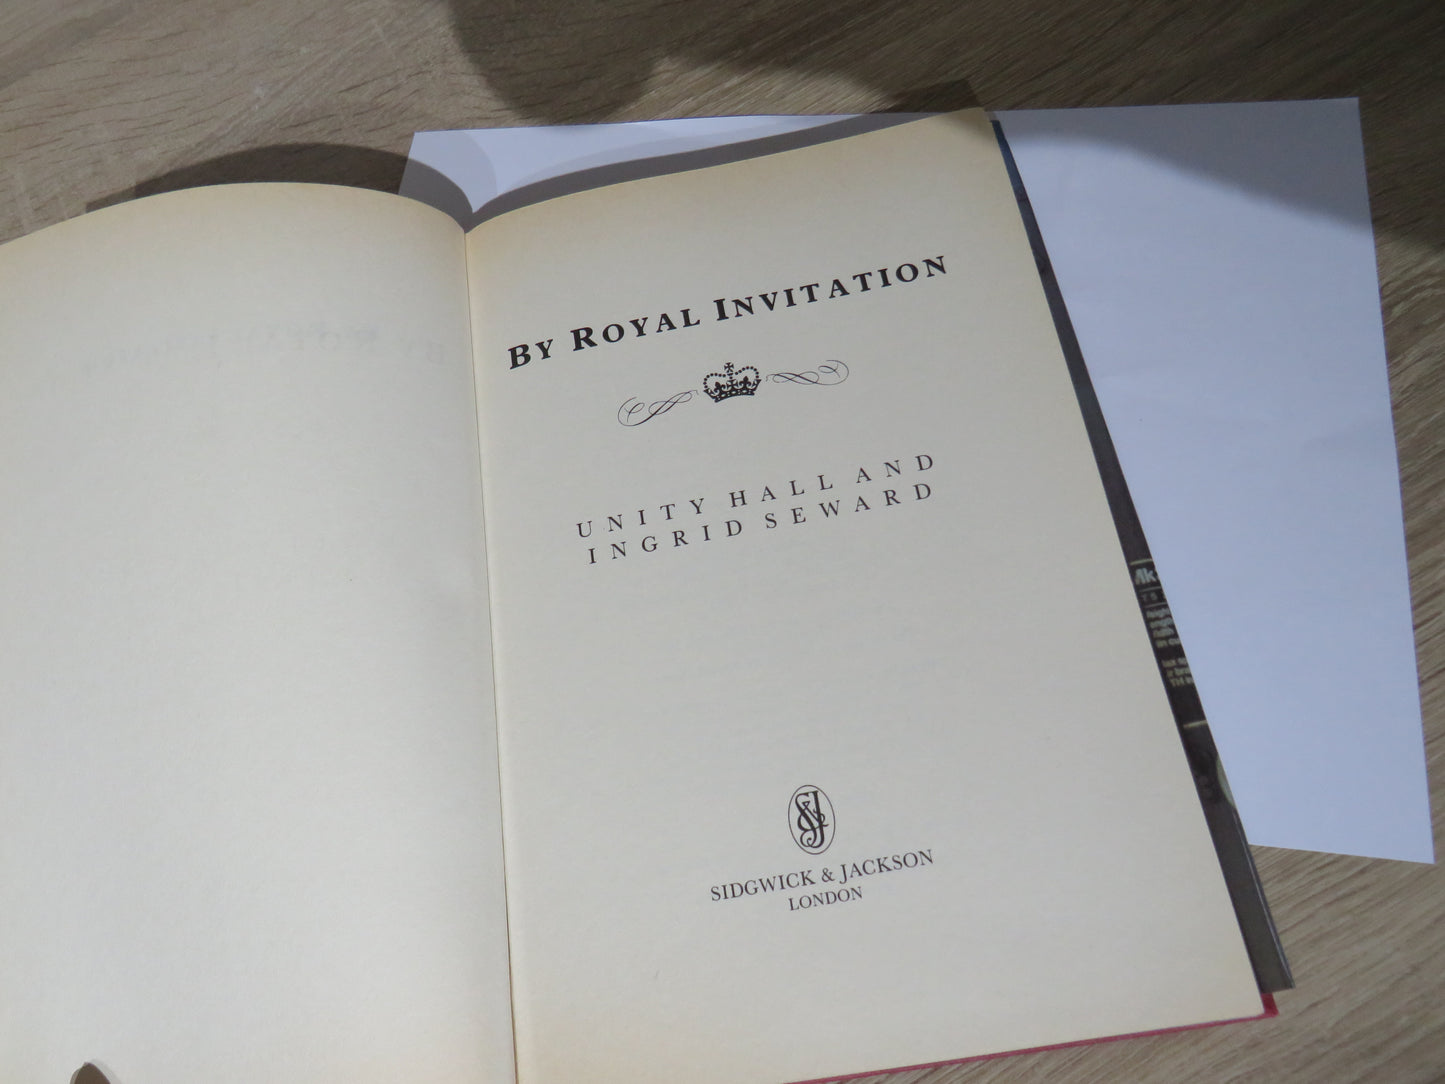 BY ROYAL INVITATION
UNITY HALL AND
INGRID SEWARD
S&J
SIDGWICK & JACKSON
LONDON